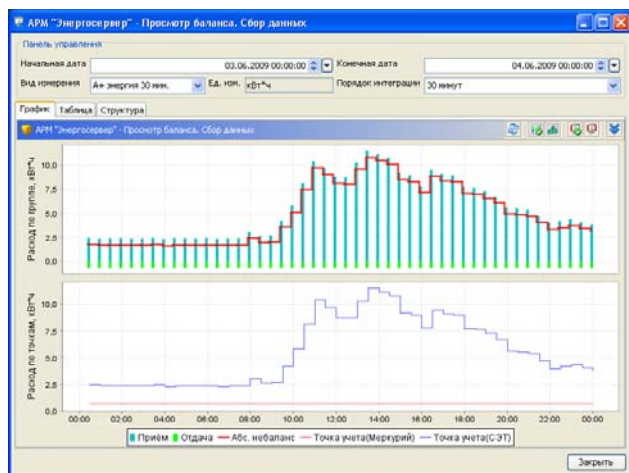 АРМ "Энергосервер" - Просмотр баланса. Сбор данных
Панель управления
Начальная дата 03.06.2009 00:00:00 Конечная дата 04.06.2009 00:00:00
Вид измерения А+ энергия 30 мин. Ед. изм. кВт*ч Порядок интеграции 30 минут
График Таблица Структура
АРМ "Энергосервер" - Просмотр баланса. Сбор данных
Расход по группе, кВт*ч
10,0
7,5
5,0
2,5
0,0
Расход по точкам, кВт*ч
10,0
7,5
5,0
2,5
0,0
00:00 02:00 04:00 06:00 08:00 10:00 12:00 14:00 16:00 18:00 20:00 22:00 00:00
Приём Отдача Абс. небаланс Точка учета(Меркурий) Точка учета(СЭТ)
Закрыть